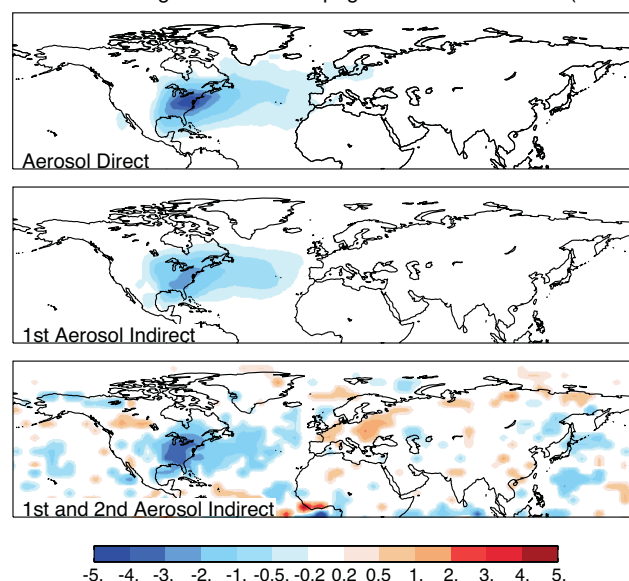 Aerosol Direct
1st Aerosol Indirect
1st and 2nd Aerosol Indirect
-5. -4. -3. -2. -1. -0.5. -0.2 0.2 0.5 1. 2. 3. 4. 5.